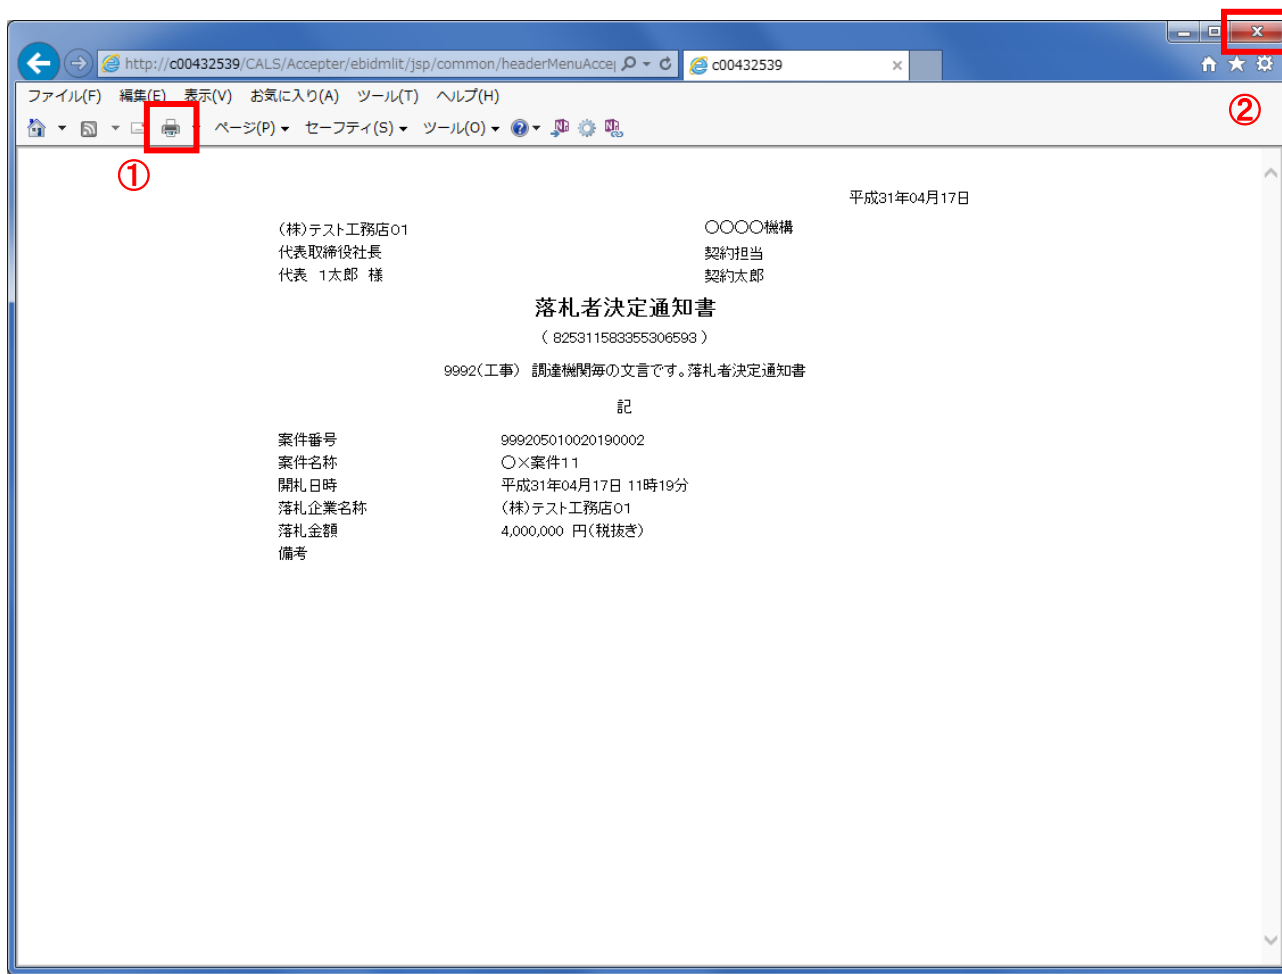 http://c00432539/CALS/Accepter/ebidmlit/jsp/common/headerMenuAccep
c00432539
ファイル(F) 編集(E) 表示(V) お気に入り(A) ツール(T) ヘルプ(H)
②
ページ(P) セーフティ(S) ツール(O)
①
平成31年04月17日
(株)テスト工務店01 〇〇〇〇機構
代表取締役社長 契約担当
代表 1太郎 様 契約太郎
落札者決定通知書
( 825311583355306593 )
9992(工事) 調達機関毎の文言です。落札者決定通知書
記
案件番号 999205010020190002
案件名称 〇×案件11
開札日時 平成31年04月17日 11時19分
落札企業名称 (株)テスト工務店01
落札金額 4,000,000 円(税抜き)
備考